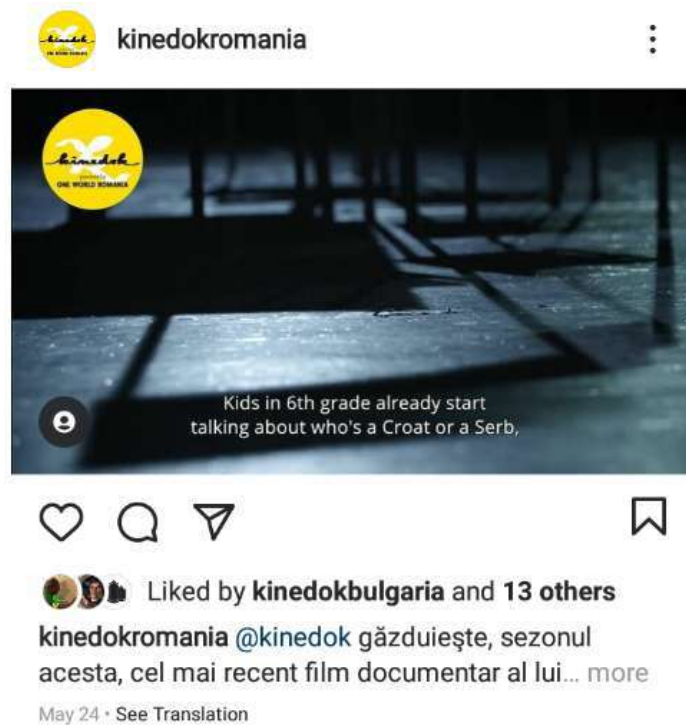 kinedokromania
kinedok
ONE WORLD ROMANIA
Kids in 6th grade already start
talking about who's a Croat or a Serb,
Liked by kinedokbulgaria and 13 others
kinedokromania @kinedok găzduiește, sezonul
acesta, cel mai recent film documentar al lui... more
May 24 • See Translation